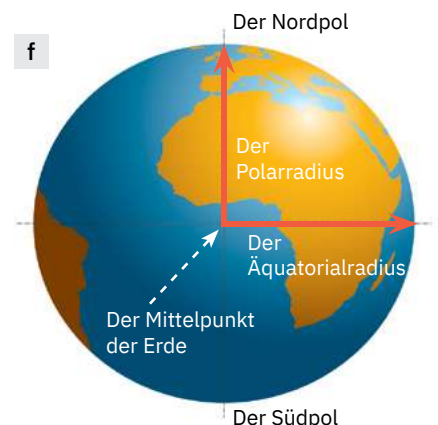 Der Nordpol
f
Der
Polarradius
Der
Äquatorialradius
Der Mittelpunkt
der Erde
Der Südpol